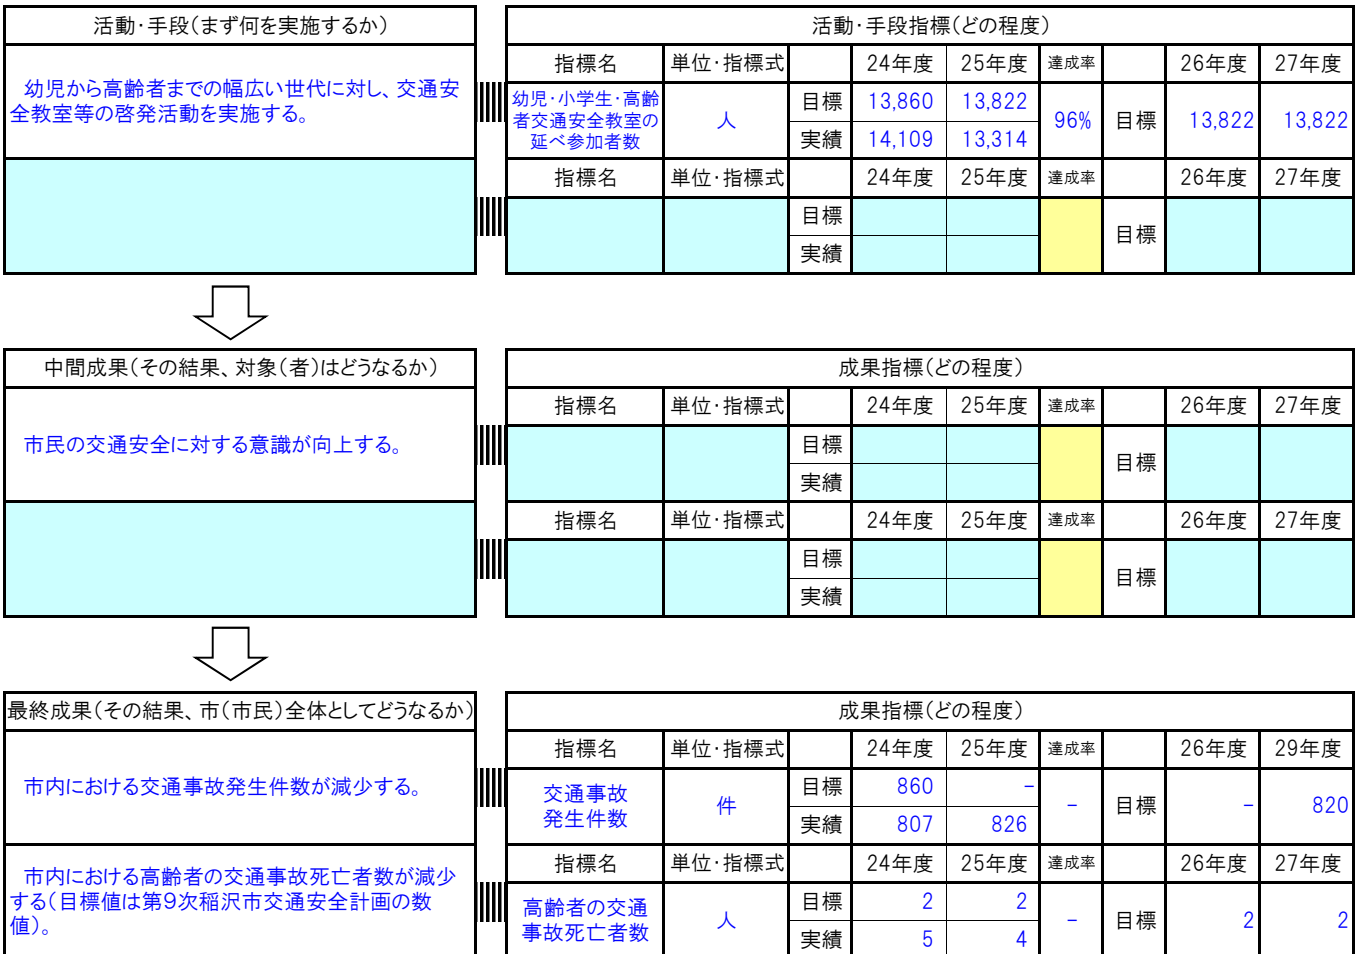 活動・手段(まず何を実施するか)
活動・手段指標(どの程度)
指標名 単位・指標式 24年度 25年度 達成率 26年度 27年度
幼児から高齢者までの幅広い世代に対し、交通安
全教室等の啓発活動を実施する。
幼児・小学生・高齢
者交通安全教室の
延べ参加者数
人
目標 13,860 13,822
実績 14,109 13,314
96% 目標 13,822 13,822
指標名 単位・指標式 24年度 25年度 達成率 26年度 27年度
目標
実績
目標
中間成果(その結果、対象(者)はどうなるか)
成果指標(どの程度)
指標名 単位・指標式 24年度 25年度 達成率 26年度 27年度
市民の交通安全に対する意識が向上する。
目標
実績
目標
指標名 単位・指標式 24年度 25年度 達成率 26年度 27年度
目標
実績
目標
最終成果(その結果、市(市民)全体としてどうなるか)
成果指標(どの程度)
指標名 単位・指標式 24年度 25年度 達成率 26年度 29年度
市内における交通事故発生件数が減少する。
交通事故
発生件数
件
目標 860 －
実績 807 826
－ 目標 － 820
指標名 単位・指標式 24年度 25年度 達成率 26年度 27年度
市内における高齢者の交通事故死亡者数が減少
する(目標値は第9次稲沢市交通安全計画の数
値)。
高齢者の交通
事故死亡者数
人
目標 2 2
実績 5 4
－ 目標 2 2